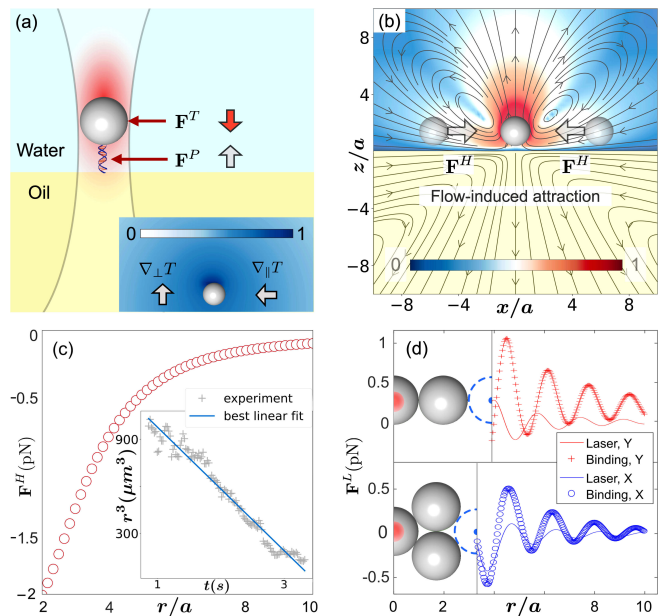 (a)
F^T
Water
F^P
Oil
0 1
∇⊥T ∇∥T
(b)
8
4
0
−4
−8
z/a
F^H F^H
Flow-induced attraction
0 1
−8 −4 0 4 8
x/a
(c)
0
-0.5
-1
-1.5
-2
F^H(pN)
2 4 6 8 10
r/a
+ experiment
best linear fit
900
300
r^3(μm^3)
1 3
t(s)
(d)
1
0.5
0
0.5
0
-0.5
F^L(pN)
Laser, Y
Binding, Y
Laser, X
Binding, X
0 2 4 6 8 10
r/a